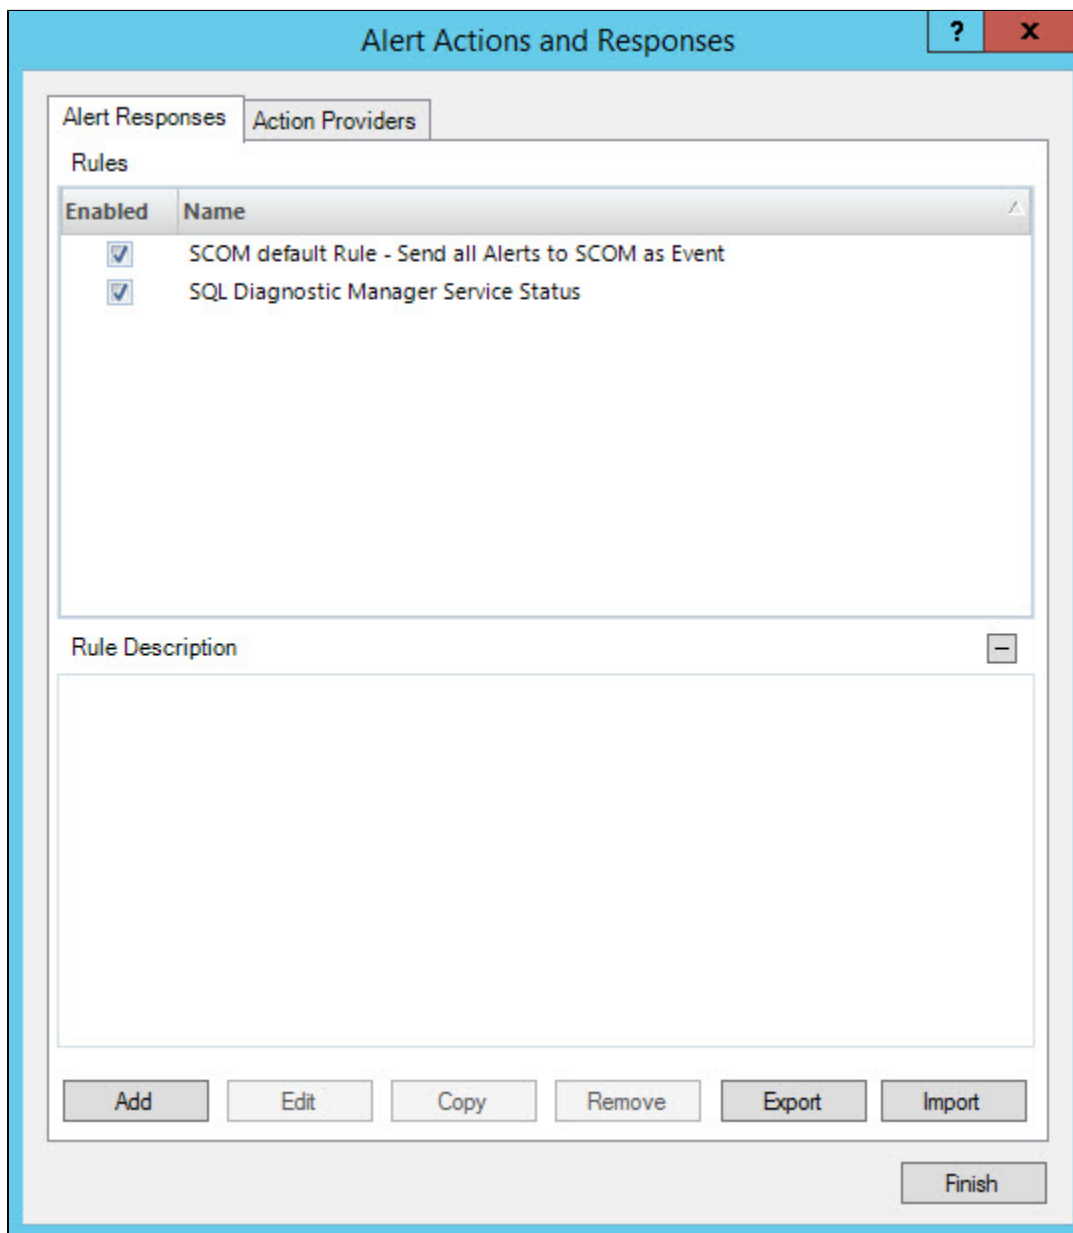 Alert Actions and Responses
?
x
Alert Responses
Action Providers
Rules
Enabled
Name
SCOM default Rule - Send all Alerts to SCOM as Event
SQL Diagnostic Manager Service Status
Rule Description
Add
Edit
Copy
Remove
Export
Import
Finish